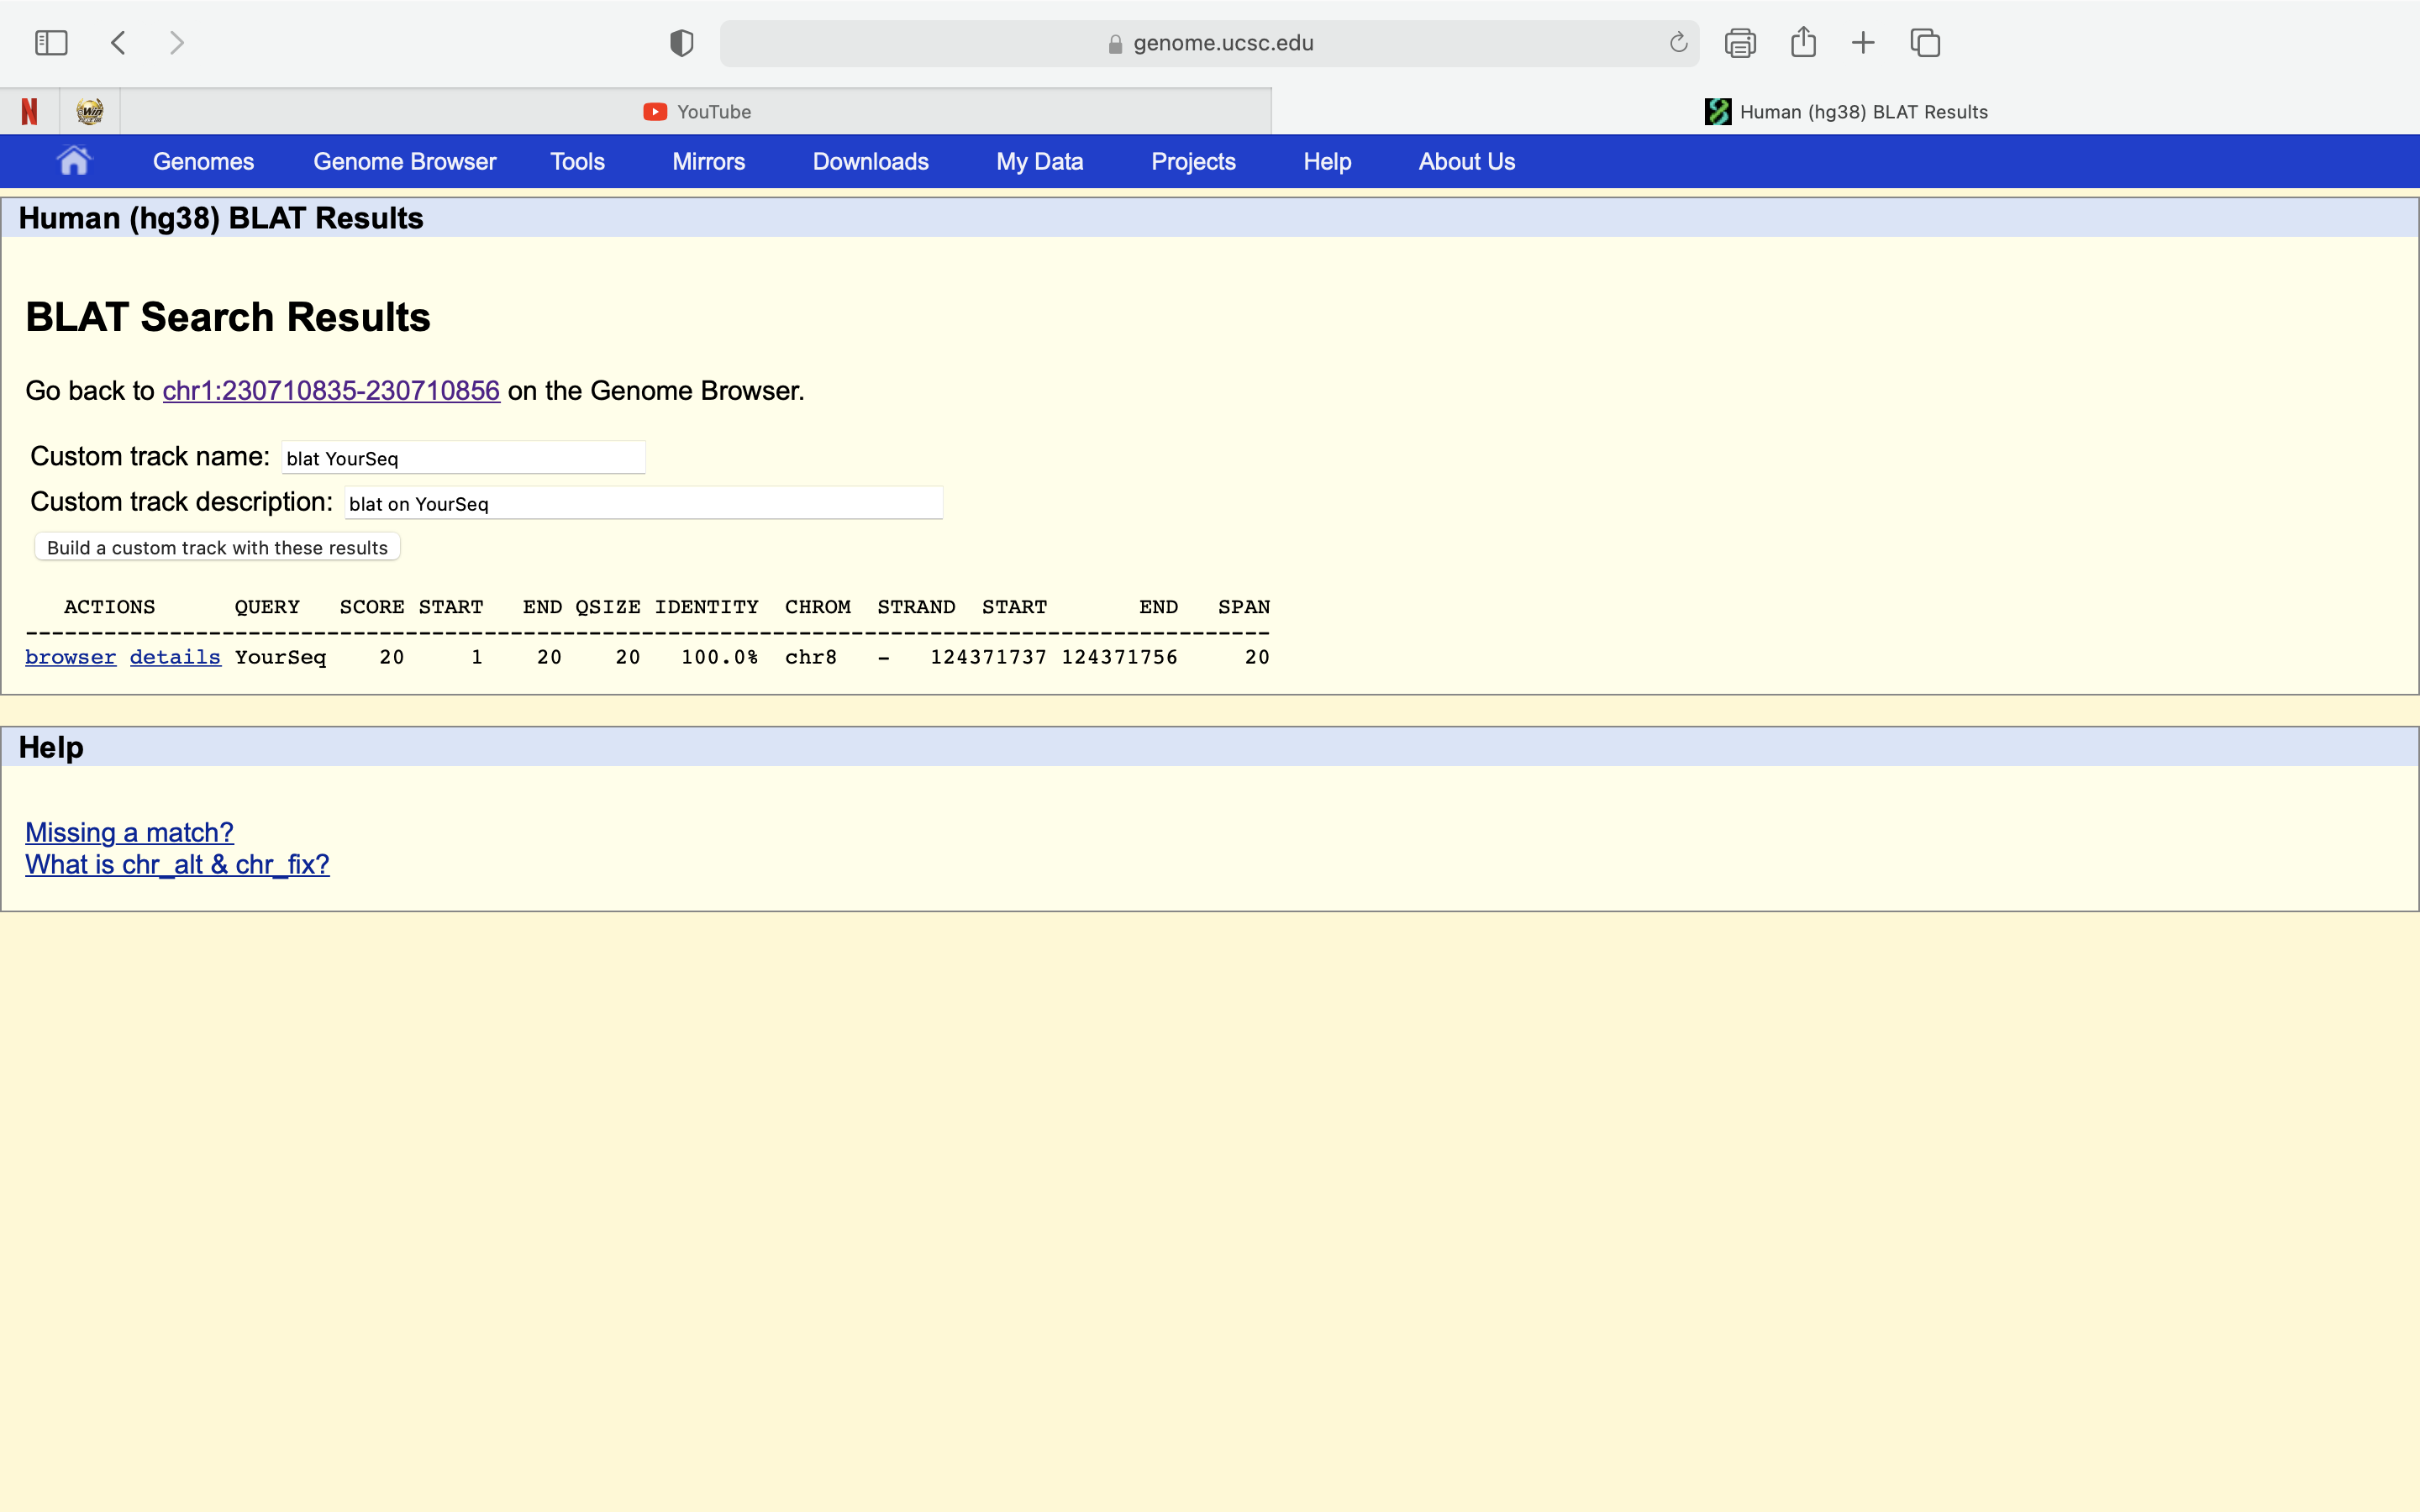 genome.ucsc.edu
N
Win
YouTube
Human (hg38) BLAT Results
Genomes Genome Browser Tools Mirrors Downloads My Data Projects Help About Us
Human (hg38) BLAT Results
BLAT Search Results
Go back to chr1:230710835-230710856 on the Genome Browser.
Custom track name: blat YourSeq
Custom track description: blat on YourSeq
Build a custom track with these results
ACTIONS QUERY SCORE START END QSIZE IDENTITY CHROM STRAND START END SPAN
-----------------------------------------------------------------------------------------------
browser details YourSeq 20 1 20 20 100.0% chr8 - 124371737 124371756 20
Help
Missing a match?
What is chr_alt & chr_fix?